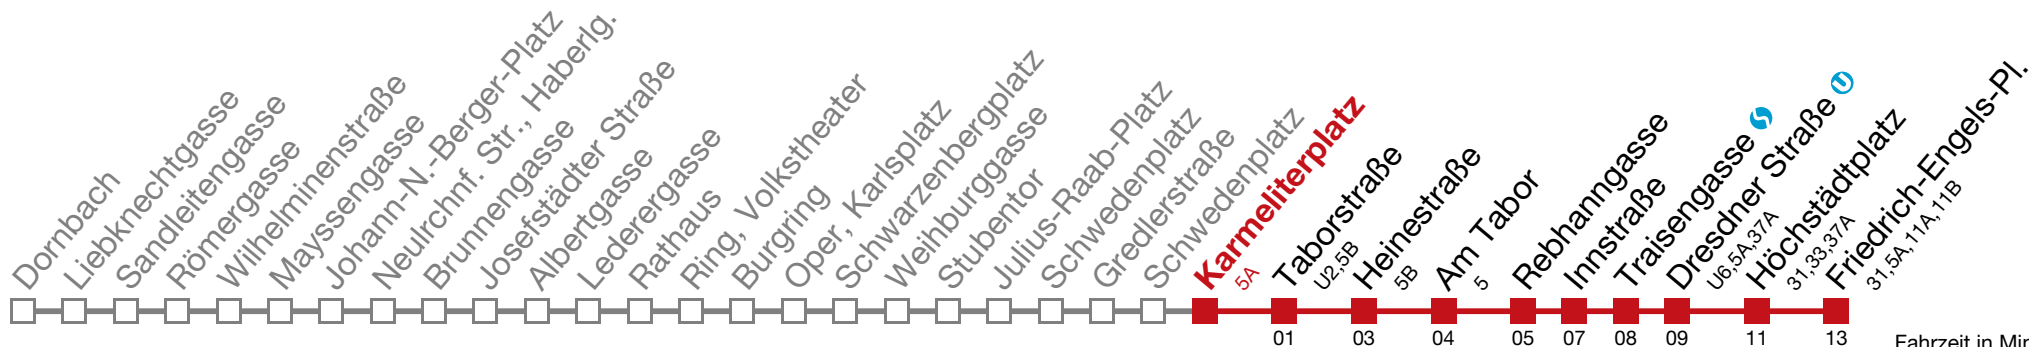 Dornbach
Liebknechtgasse
Sandleitengasse
Römergasse
Wilhelminenstraße
Mayssengasse
Johann-N.-Berger-Platz
Neulrchnf. Str., Haberlg.
Brunnengasse
Josefstädter Straße
Albertgasse
Lederergasse
Rathaus
Ring, Volkstheater
Burgring
Oper, Karlsplatz
Schwarzenbergplatz
Weihburggasse
Stubentor
Julius-Raab-Platz
Schwedenplatz
Gredlerstraße
Schwedenplatz
Karmeliterplatz
5A
Taborstraße
U2,5B
Heinestraße
5B
Am Tabor
5
Rebhanngasse
Innstraße
Traisengasse
Dresdner Straße U
U6,5A,37A
Höchstädtplatz
31,33,37A
Friedrich-Engels-Pl.
31,5A,11A,11B
01 03 04 05 07 08 09 11 13
Fahrzeit in Min